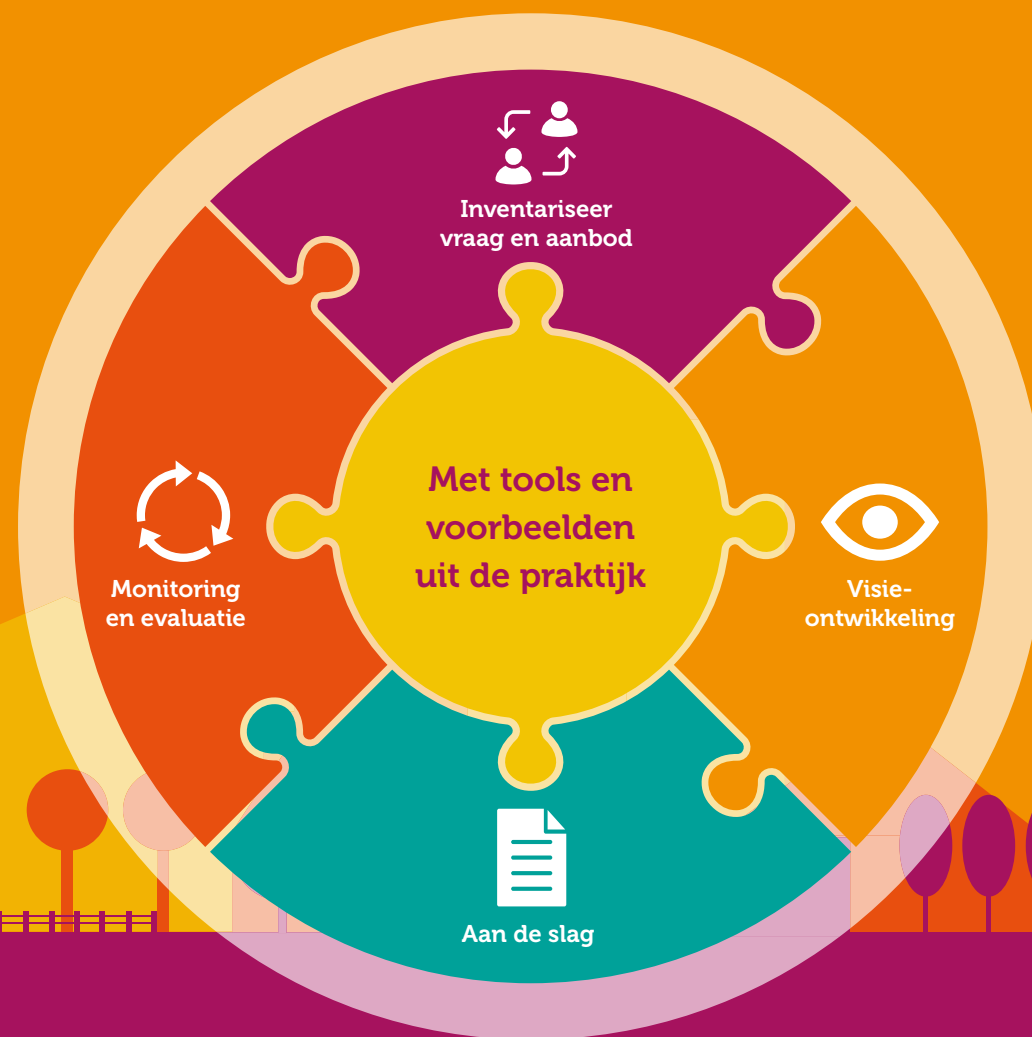 Inventariseer
vraag en aanbod
Met tools en
voorbeelden
uit de praktijk
Monitoring
en evaluatie
Visie-
ontwikkeling
Aan de slag